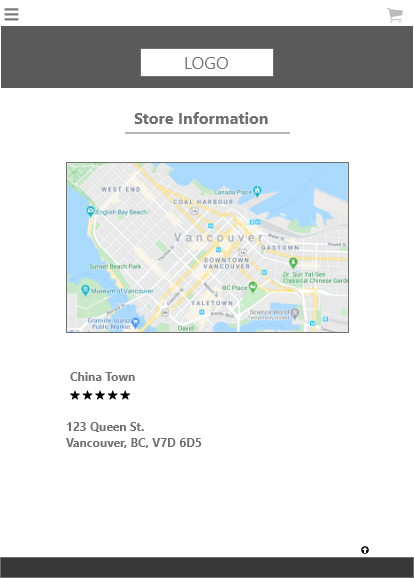 LOGO
Store Information
WEST END
Canada Place
COAL HARBOUR
English Bay Beach
Vancouver
GASTOWN
DOWNTOWN
VANCOUVER
Sunset Beach Park
Dr. Sun Yat-Sen
Classical Chinese Garde
Museum of Vancouver
BC Place
YALETOWN
Granville Island
Public Market
Science World
Temporarily closed
David
China Town
★★★★★
123 Queen St.
Vancouver, BC, V7D 6D5